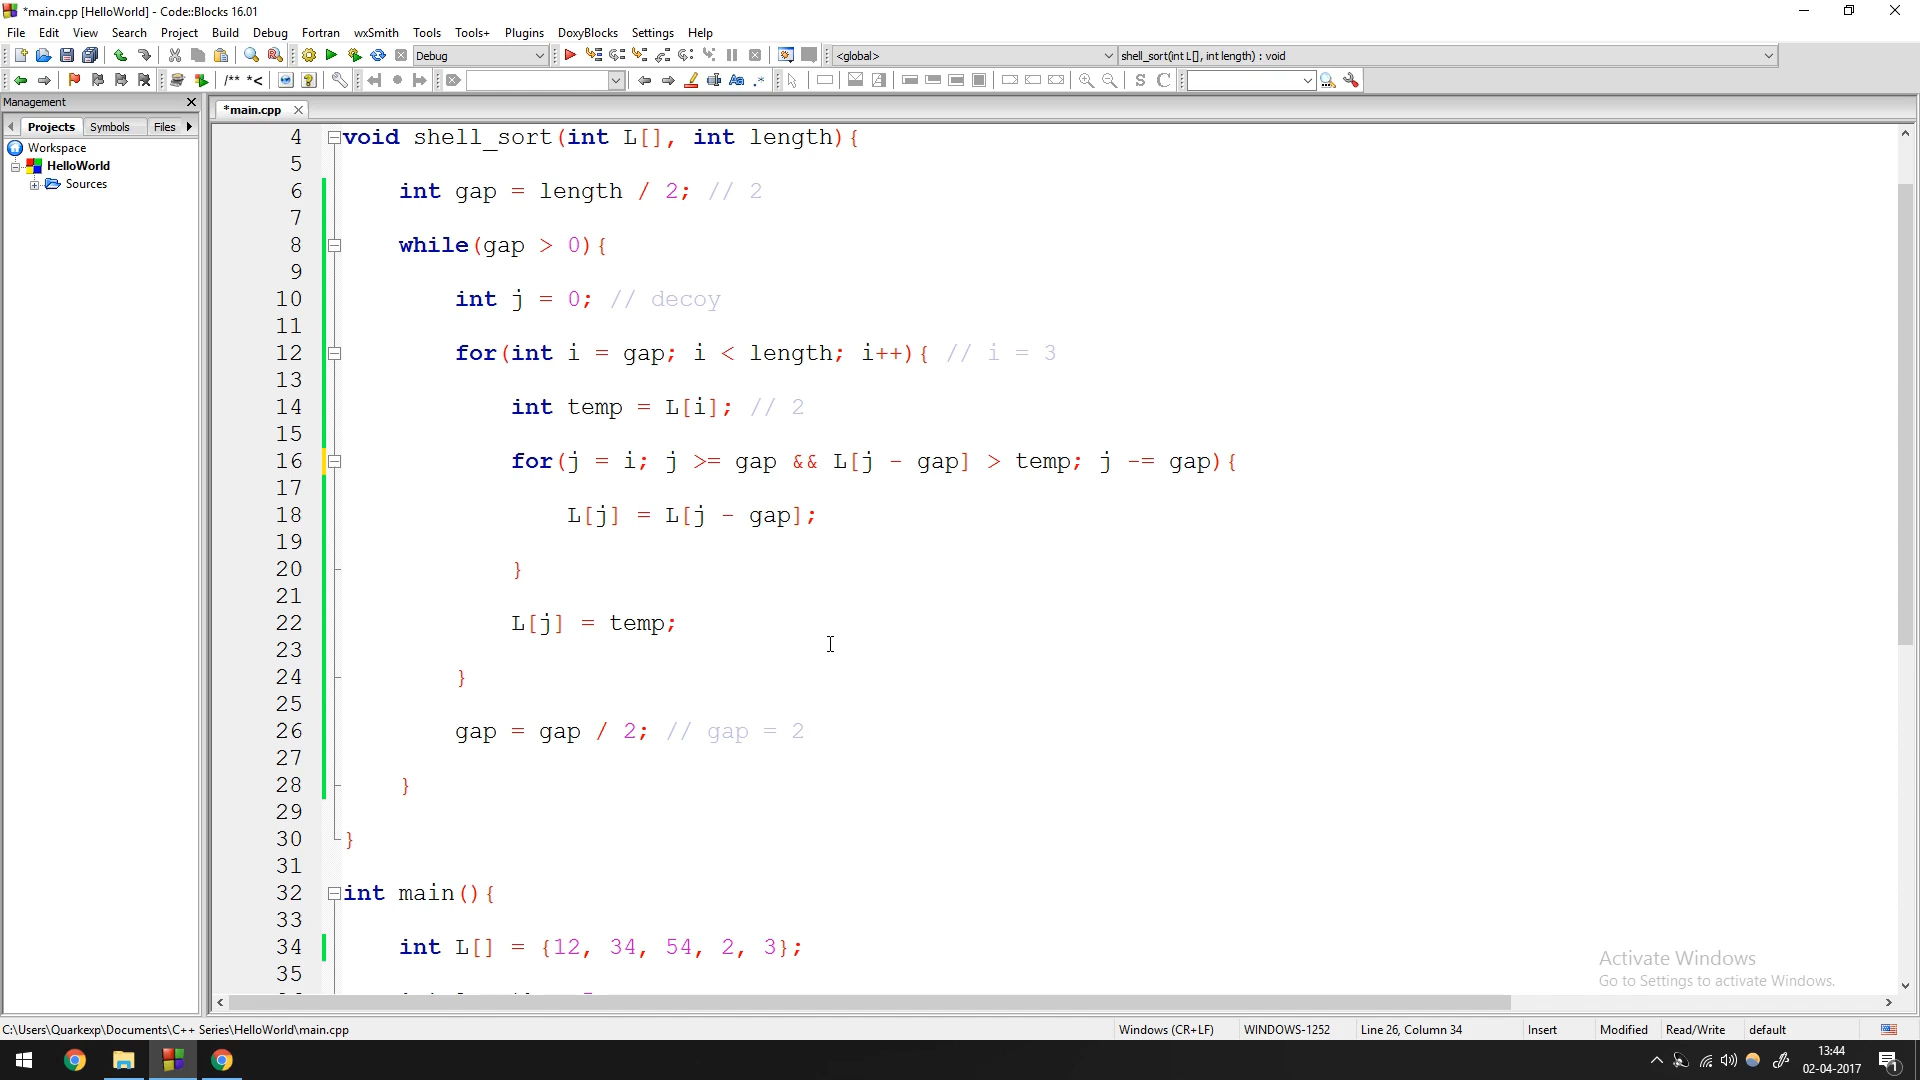 *main.cpp [HelloWorld] - Code::Blocks 16.01
File Edit View Search Project Build Debug Fortran wxSmith Tools Tools+ Plugins DoxyBlocks Settings Help
Debug <global> shell_sort(int L[], int length) : void
/** *<
Management
*main.cpp
Projects Symbols Files
Workspace
HelloWorld
Sources
4 void shell_sort(int L[], int length){
5
6 int gap = length / 2; // 2
7
8 while(gap > 0){
9
10 int j = 0; // decoy
11
12 for(int i = gap; i < length; i++){ // i = 3
13
14 int temp = L[i]; // 2
15
16 for(j = i; j >= gap && L[j - gap] > temp; j -= gap){
17
18 L[j] = L[j - gap];
19
20 }
21
22 L[j] = temp;
23
24 }
25
26 gap = gap / 2; // gap = 2
27
28 }
29
30 }
31
32 int main(){
33
34 int L[] = {12, 34, 54, 2, 3};
35
Activate Windows
Go to Settings to activate Windows.
C:\Users\Quarkexp\Documents\C++ Series\HelloWorld\main.cpp Windows (CR+LF) WINDOWS-1252 Line 26, Column 34 Insert Modified Read/Write default
13:44
02-04-2017